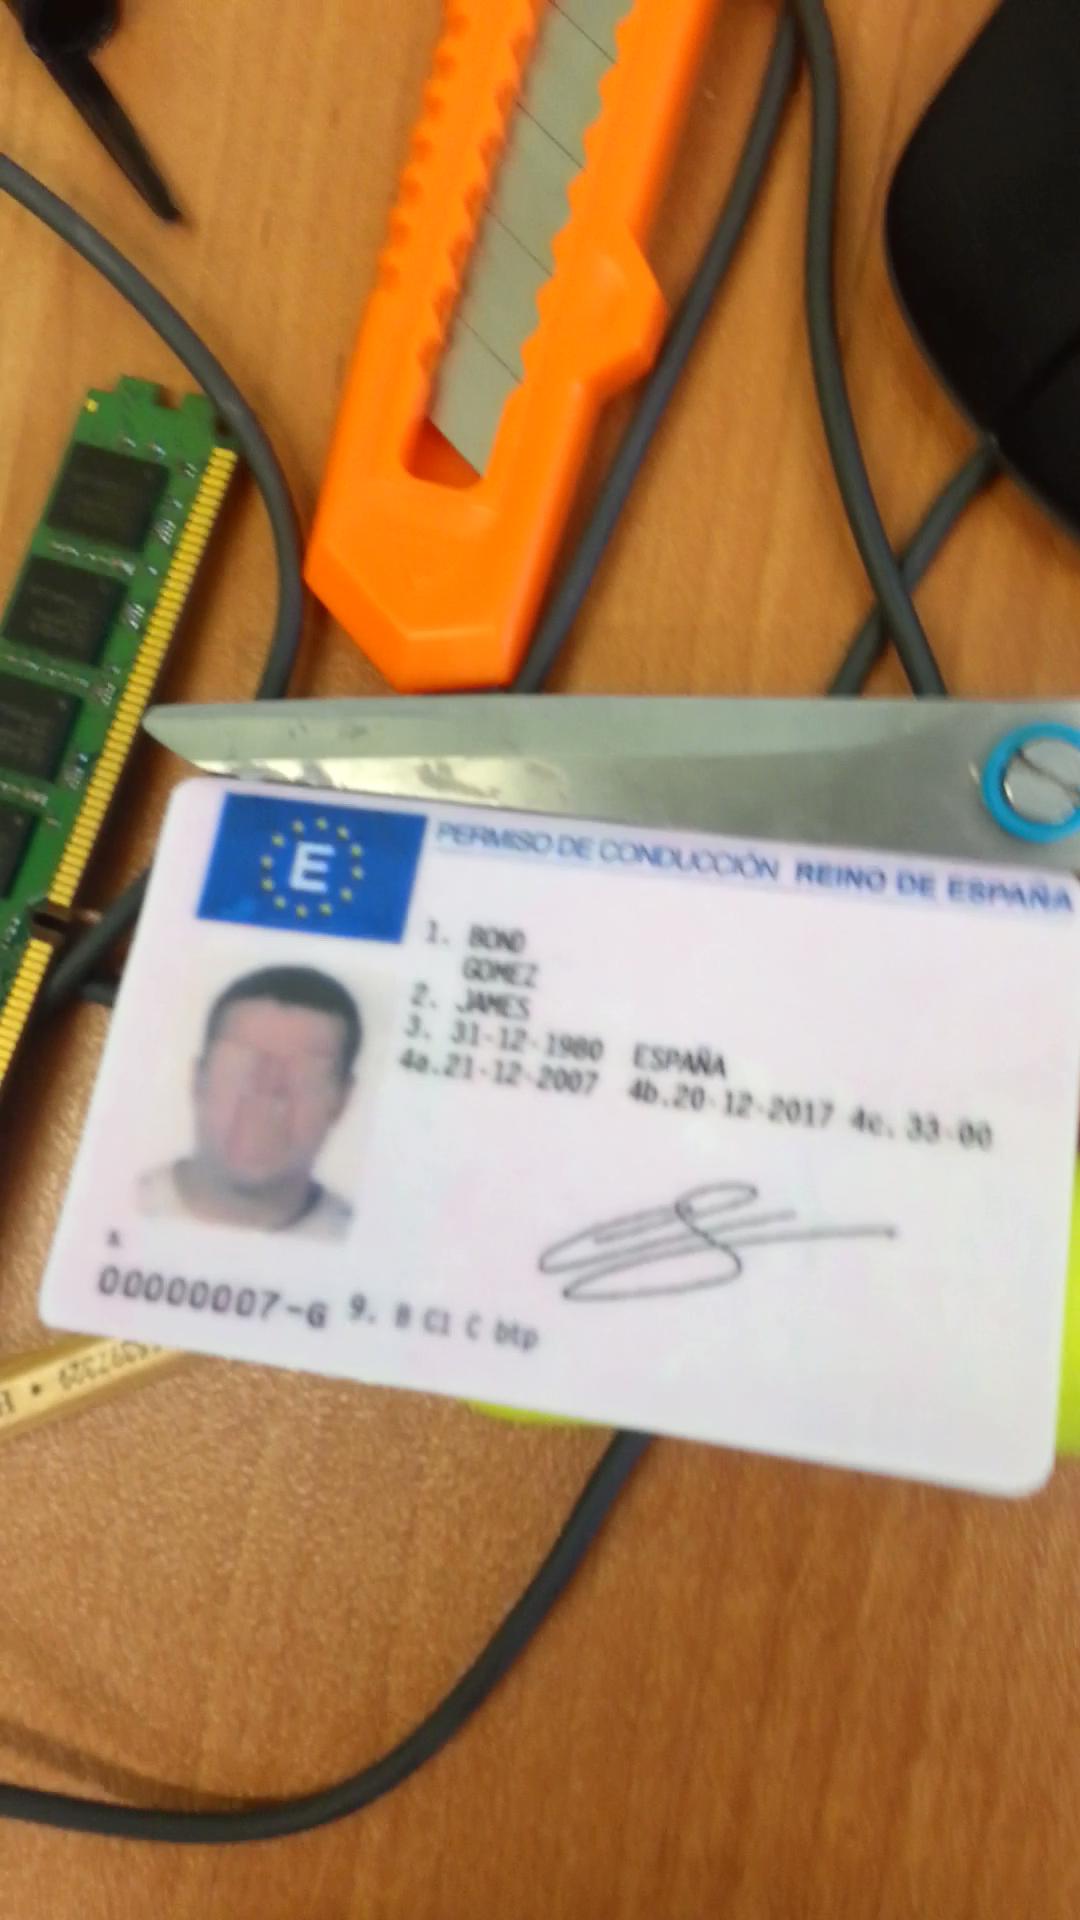 E
PERMISO DE CONDUCCIÓN REINO DE ESPAÑA
1. BOND
GOMEZ
2. JAMES
3. 31-12-1980 ESPAÑA
4a.21-12-2007 4b.20-12-2017 4c. 33-00
5.
00000007-G 9. B C1 C btp